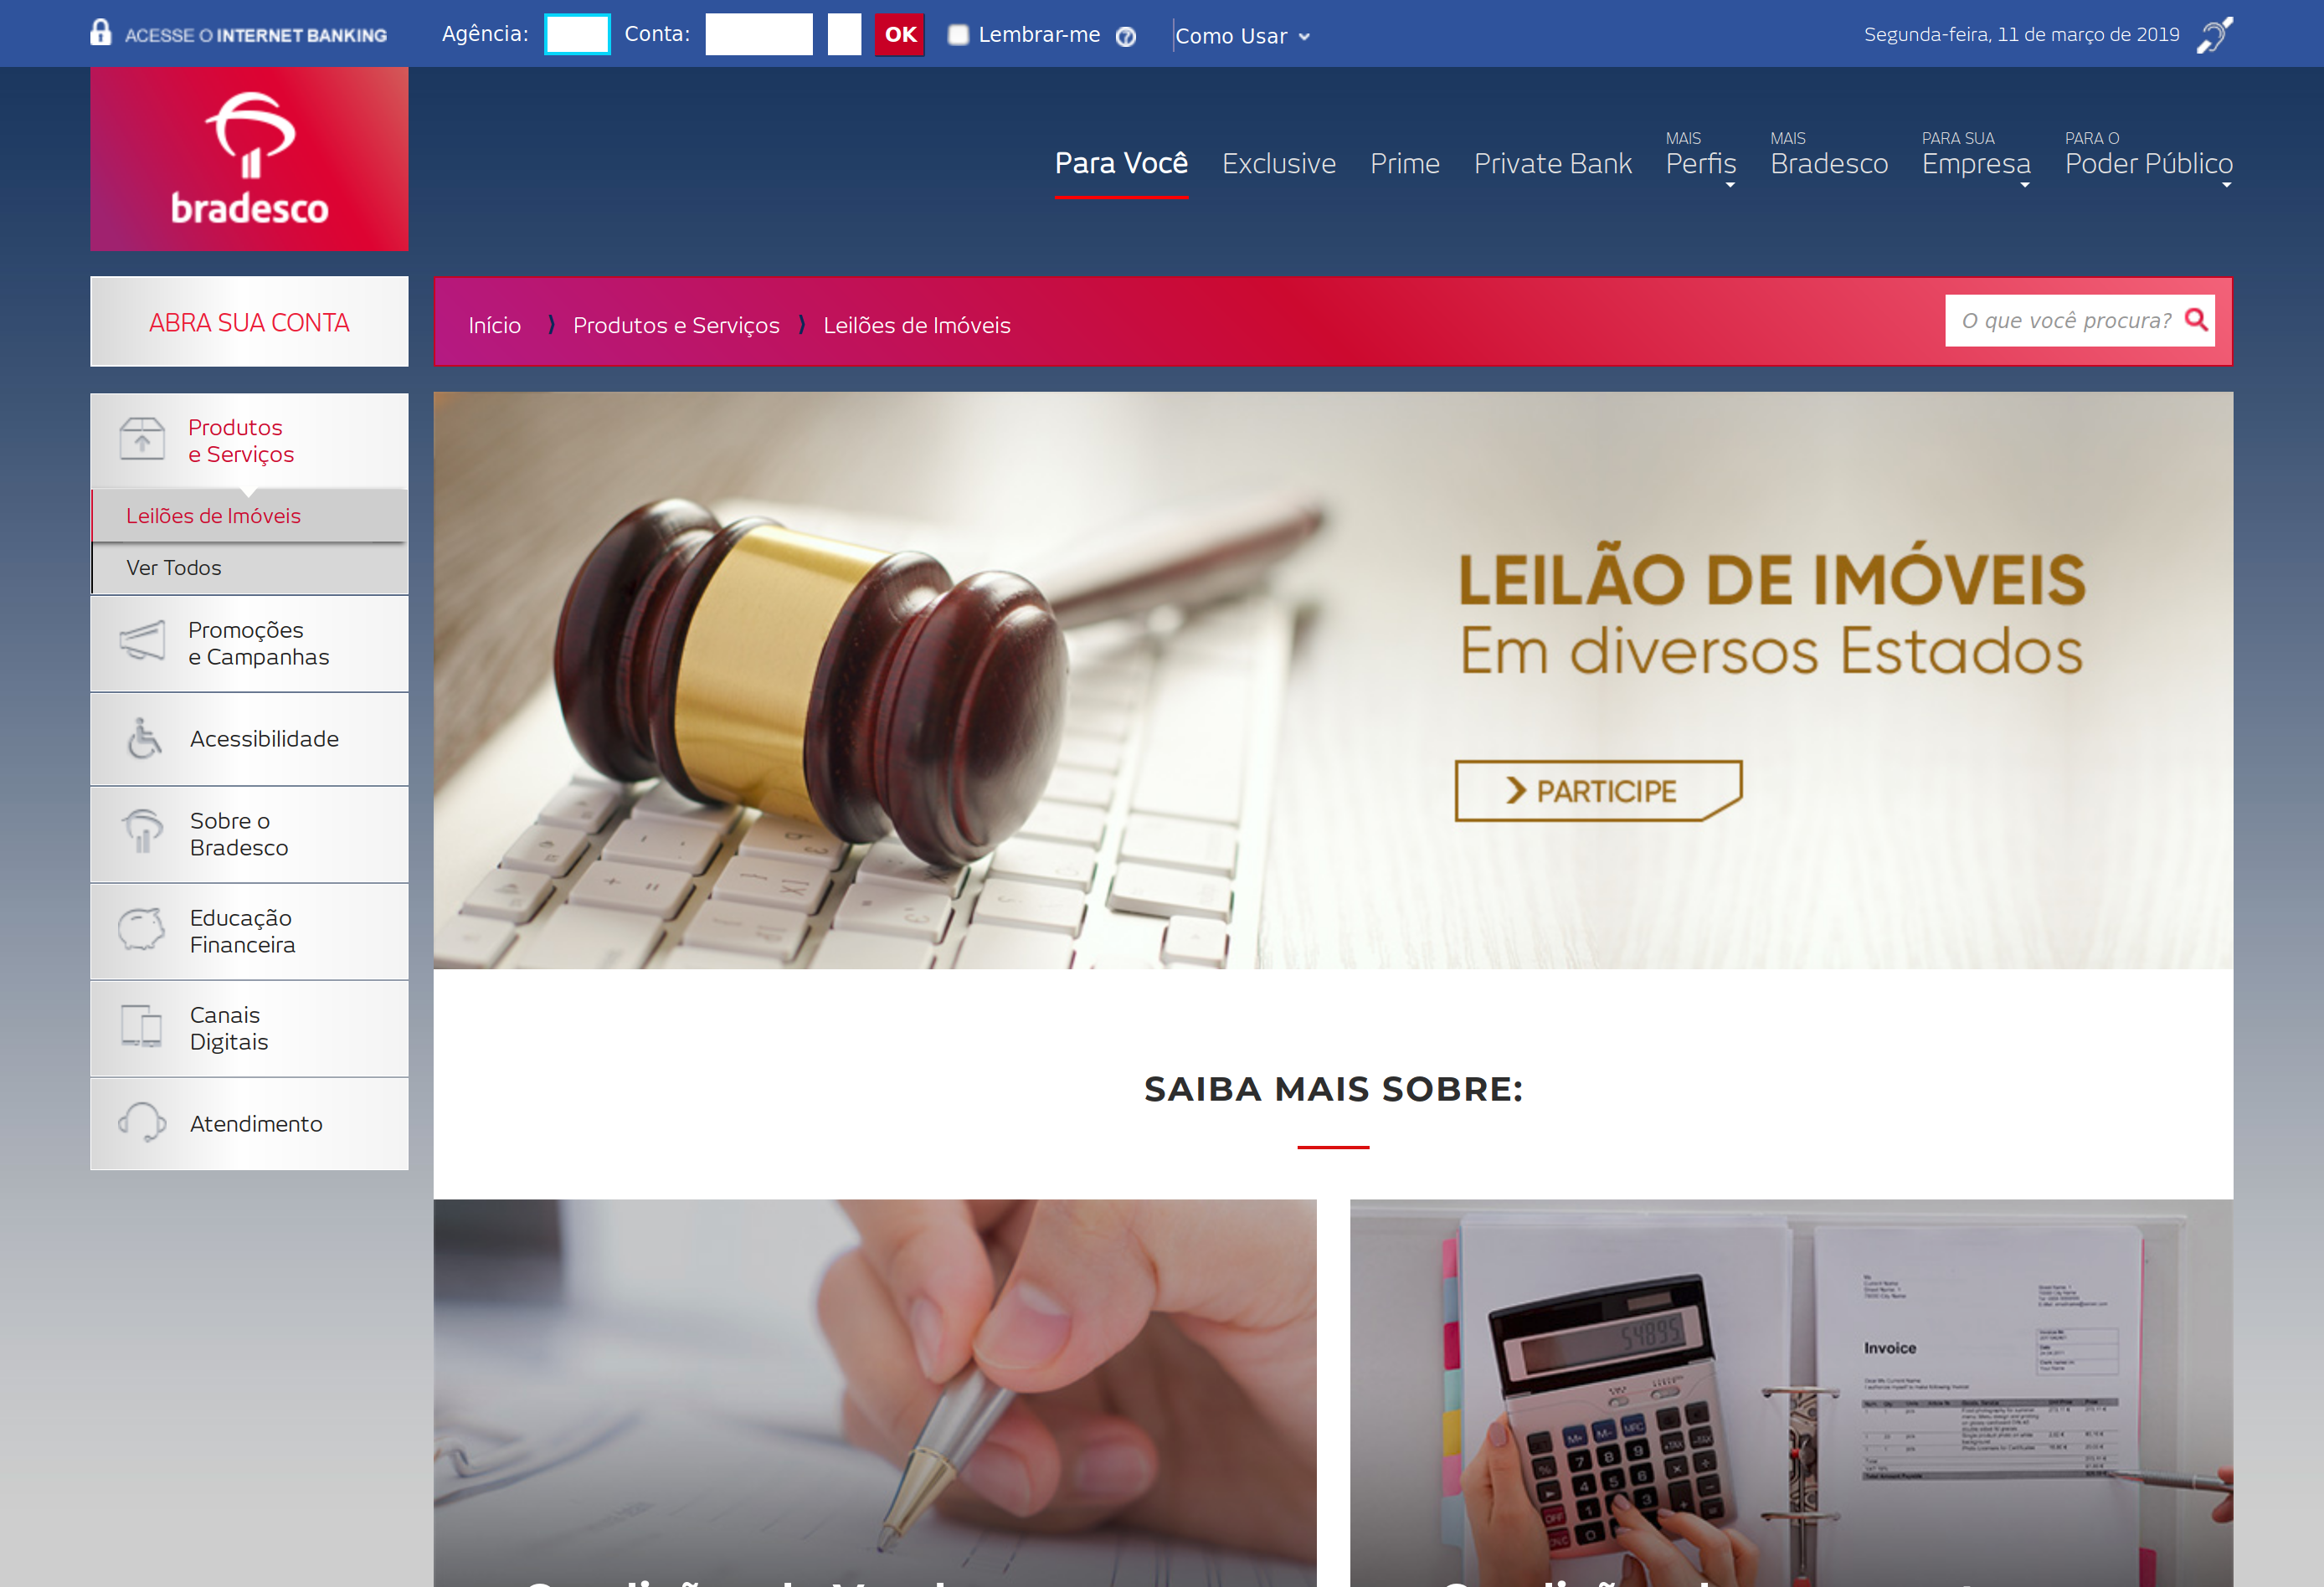 ACESSE O INTERNET BANKING
Agência:
Conta:
OK
Lembrar-me
?
Como Usar
Segunda-feira, 11 de março de 2019
bradesco
Para Você
Exclusive
Prime
Private Bank
MAIS
Perfis
MAIS
Bradesco
PARA SUA
Empresa
PARA O
Poder Público
ABRA SUA CONTA
Início
Produtos e Serviços
Leilões de Imóveis
O que você procura?
Produtos
e Serviços
Leilões de Imóveis
Ver Todos
Promoções
e Campanhas
Acessibilidade
Sobre o
Bradesco
Educação
Financeira
Canais
Digitais
Atendimento
LEILÃO DE IMÓVEIS
Em diversos Estados
PARTICIPE
SAIBA MAIS SOBRE:
54895
Invoice